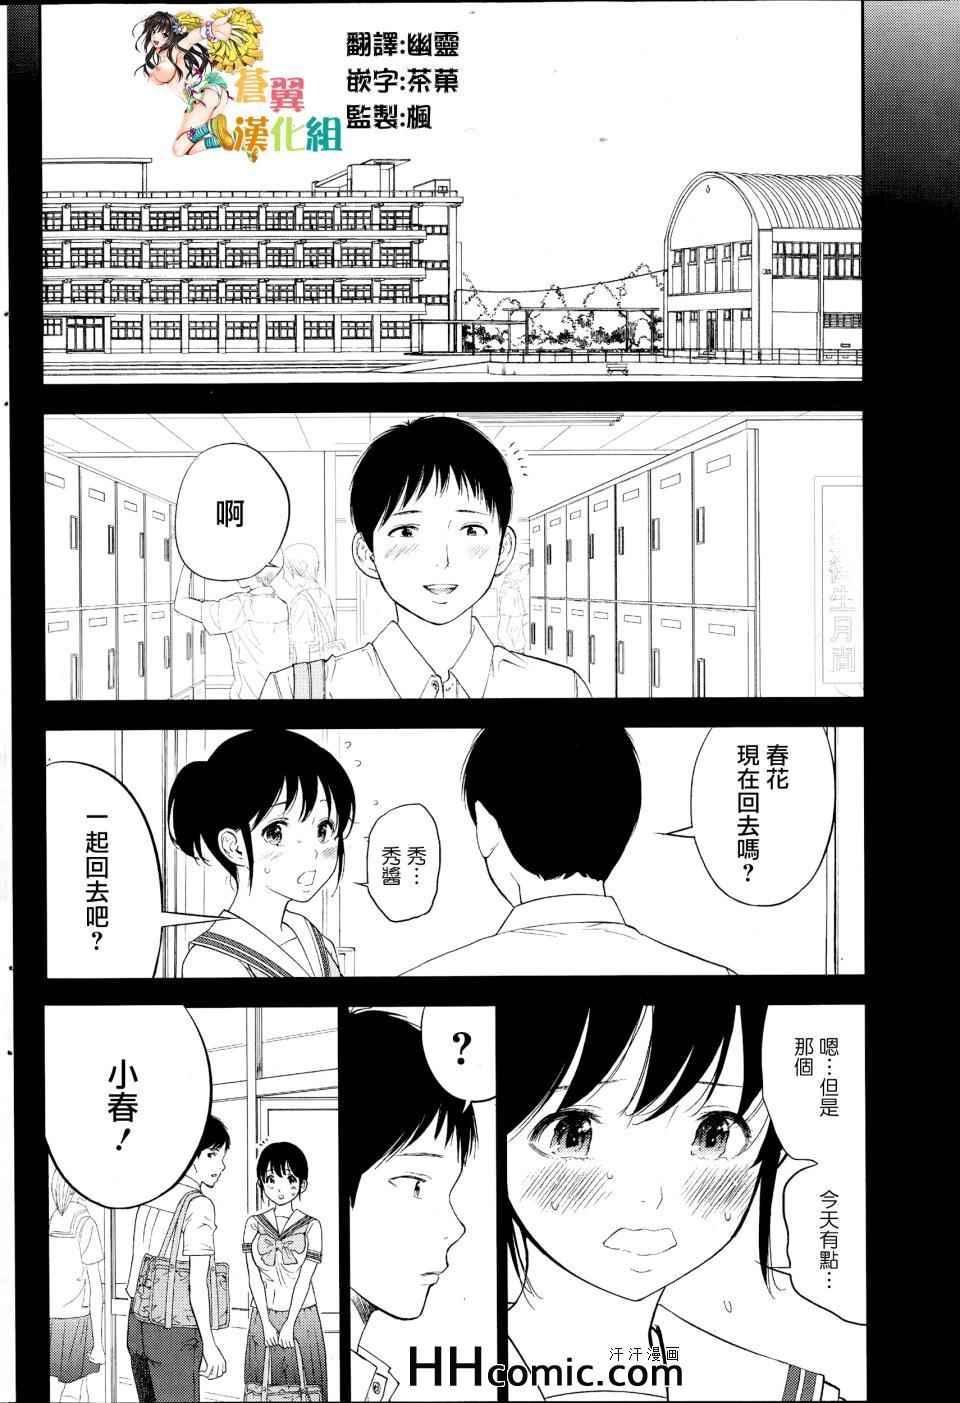 翻譯:幽靈
嵌字:茶菓
監製:楓
蒼翼
漢化組
啊
生月間
春花
現在回去嗎?
秀…
秀醬
一起回去吧?
嗯…但是
那個
今天有點…
?
小春!
汗汗漫画
HHcomic.com